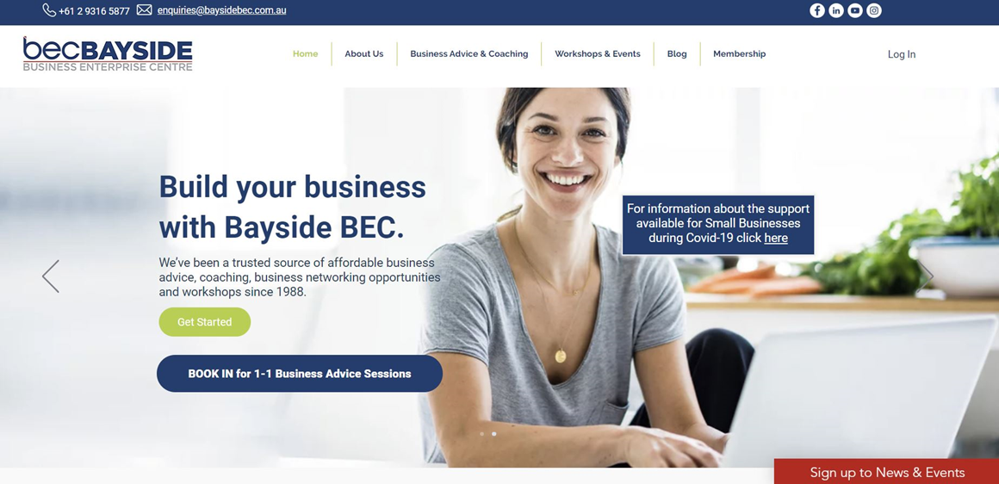 +61 2 9316 5877 enquiries@baysidebec.com.au
becBAYSIDE
BUSINESS ENTERPRISE CENTRE
Home About Us Business Advice & Coaching Workshops & Events Blog Membership Log In
Build your business
with Bayside BEC.
We've been a trusted source of affordable business
advice, coaching, business networking opportunities
and workshops since 1988.
Get Started
BOOK IN for 1-1 Business Advice Sessions
For information about the support
available for Small Businesses
during Covid-19 click here
Sign up to News & Events